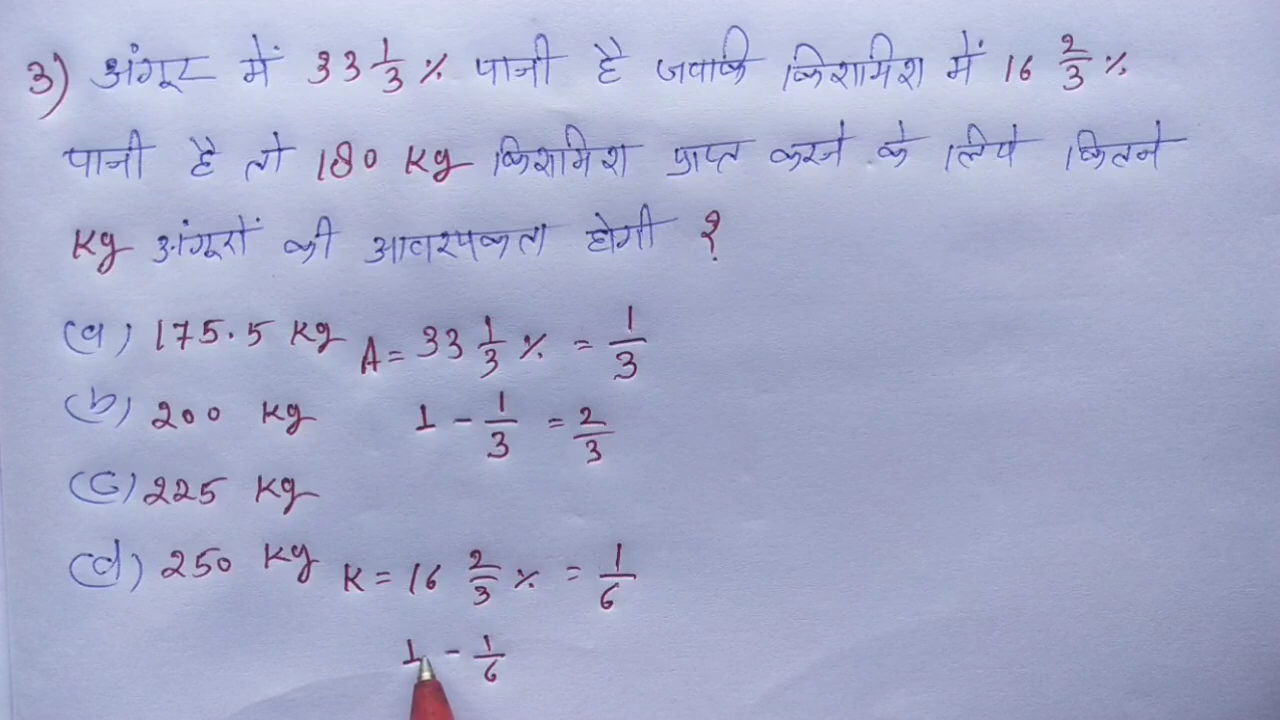 3) अंगूर में 33 1/3 % पानी है जबकि किशमिश में 16 2/3 %
पानी है तो 180 kg किशमिश प्राप्त करने के लिये कितने
kg अंगूरों की आवश्यकता होगी ?
(a) 175.5 kg
A = 33 1/3 % = 1/3
(b) 200 kg
1 - 1/3 = 2/3
(c) 225 kg
(d) 250 kg
K = 16 2/3 % = 1/6
1 - 1/6